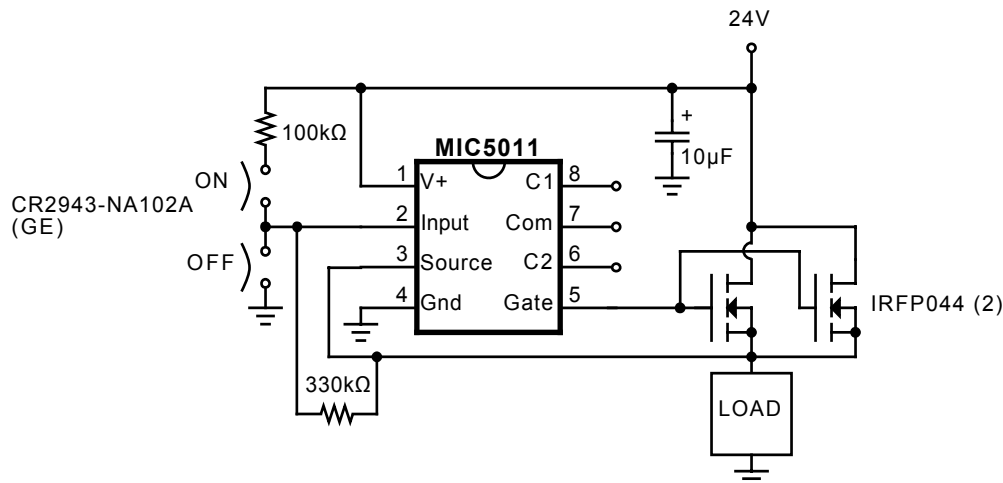 24V
100kΩ
+
10µF
MIC5011
ON
CR2943-NA102A
(GE)
OFF
1 V+ C1 8
2 Input Com 7
3 Source C2 6
4 Gnd Gate 5
IRFP044 (2)
330kΩ
LOAD